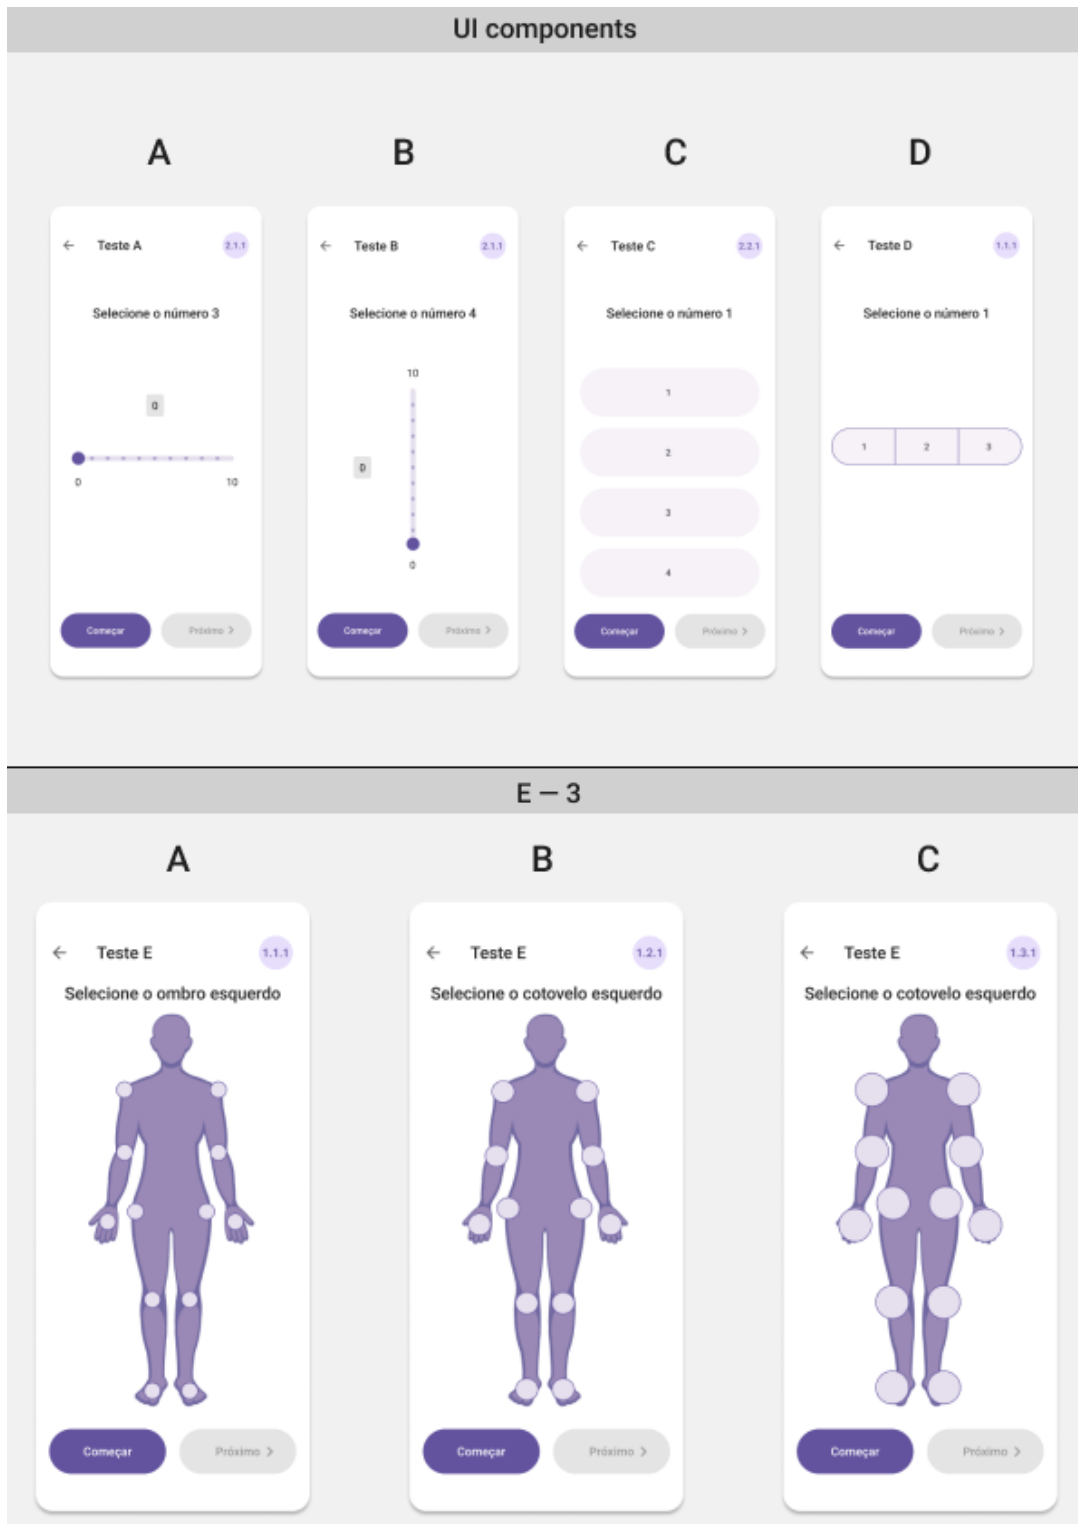 UI components
A
B
C
D
Teste A
2.1.1
Selecione o número 3
0
0
10
Começar
Próximo
Teste B
2.1.1
Selecione o número 4
10
0
0
Começar
Próximo
Teste C
2.2.1
Selecione o número 1
1
2
3
4
Começar
Próximo
Teste D
1.1.1
Selecione o número 1
1
2
3
Começar
Próximo
E — 3
A
B
C
Teste E
1.1.1
Selecione o ombro esquerdo
Começar
Próximo
Teste E
1.2.1
Selecione o cotovelo esquerdo
Começar
Próximo
Teste E
1.3.1
Selecione o cotovelo esquerdo
Começar
Próximo